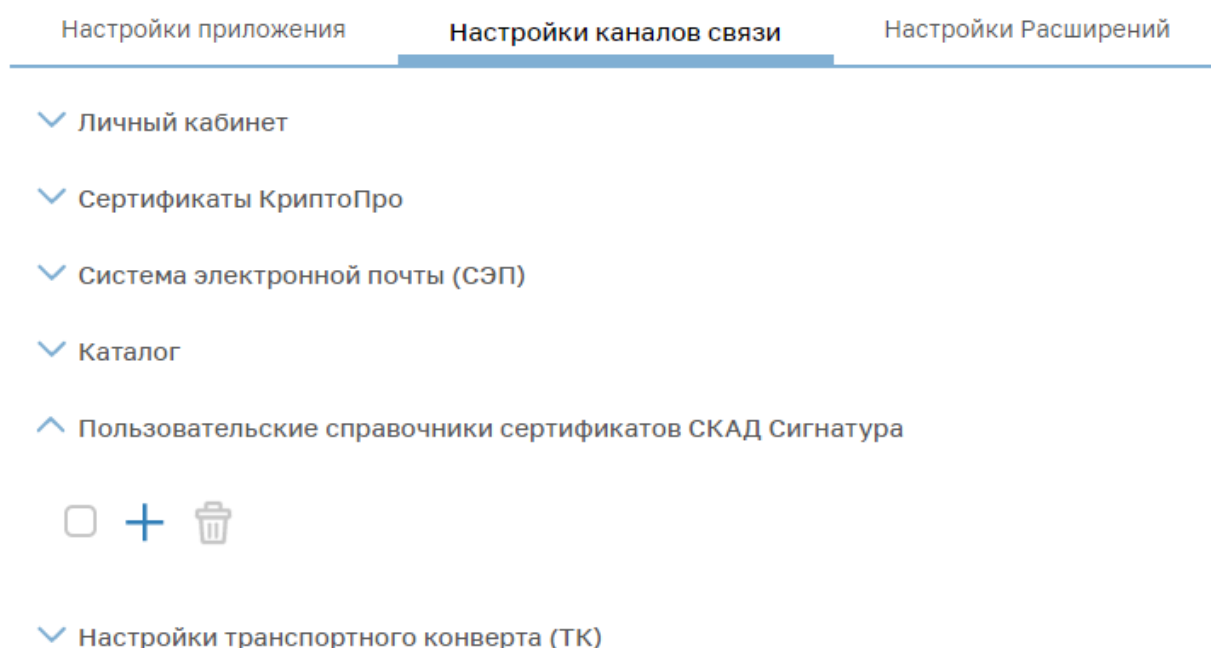 Настройки приложения Настройки каналов связи Настройки Расширений
Личный кабинет
Сертификаты КриптоПро
Система электронной почты (СЭП)
Каталог
Пользовательские справочники сертификатов СКАД Сигнатура
Настройки транспортного конверта (ТК)